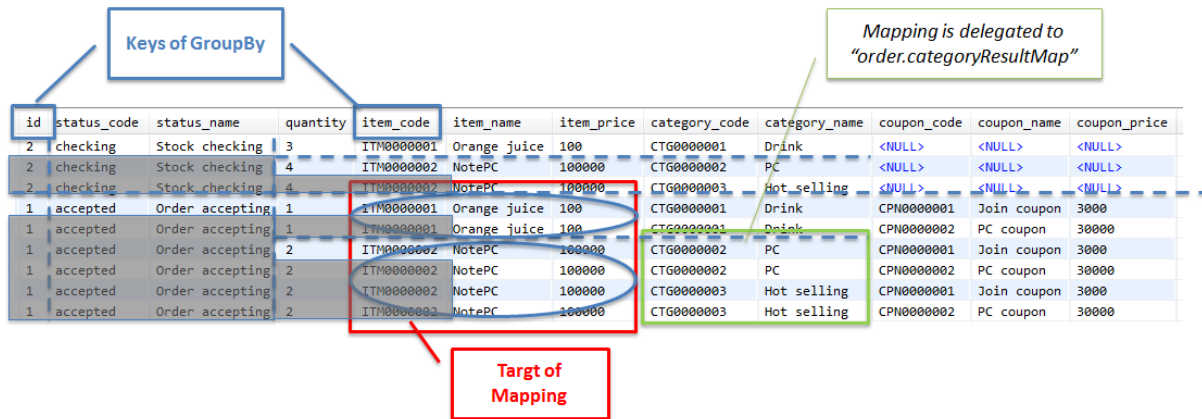 Keys of GroupBy
Mapping is delegated to
“order.categoryResultMap”
id status_code status_name quantity item_code item_name item_price category_code category_name coupon_code coupon_name coupon_price
2 checking Stock checking 3 ITM0000001 Orange juice 100 CTG0000001 Drink <NULL> <NULL> <NULL>
2 checking Stock checking 4 ITM0000002 NotePC 100000 CTG0000002 PC <NULL> <NULL> <NULL>
2 checking Stock checking 4 ITM0000002 NotePC 100000 CTG0000003 Hot selling <NULL> <NULL> <NULL>
1 accepted Order accepting 1 ITM0000001 Orange juice 100 CTG0000001 Drink CPN0000001 Join coupon 3000
1 accepted Order accepting 1 ITM0000001 Orange juice 100 CTG0000001 Drink CPN0000002 PC coupon 30000
1 accepted Order accepting 2 ITM0000002 NotePC 100000 CTG0000002 PC CPN0000001 Join coupon 3000
1 accepted Order accepting 2 ITM0000002 NotePC 100000 CTG0000002 PC CPN0000002 PC coupon 30000
1 accepted Order accepting 2 ITM0000002 NotePC 100000 CTG0000003 Hot selling CPN0000001 Join coupon 3000
1 accepted Order accepting 2 ITM0000002 NotePC 100000 CTG0000003 Hot selling CPN0000002 PC coupon 30000
Targt of
Mapping